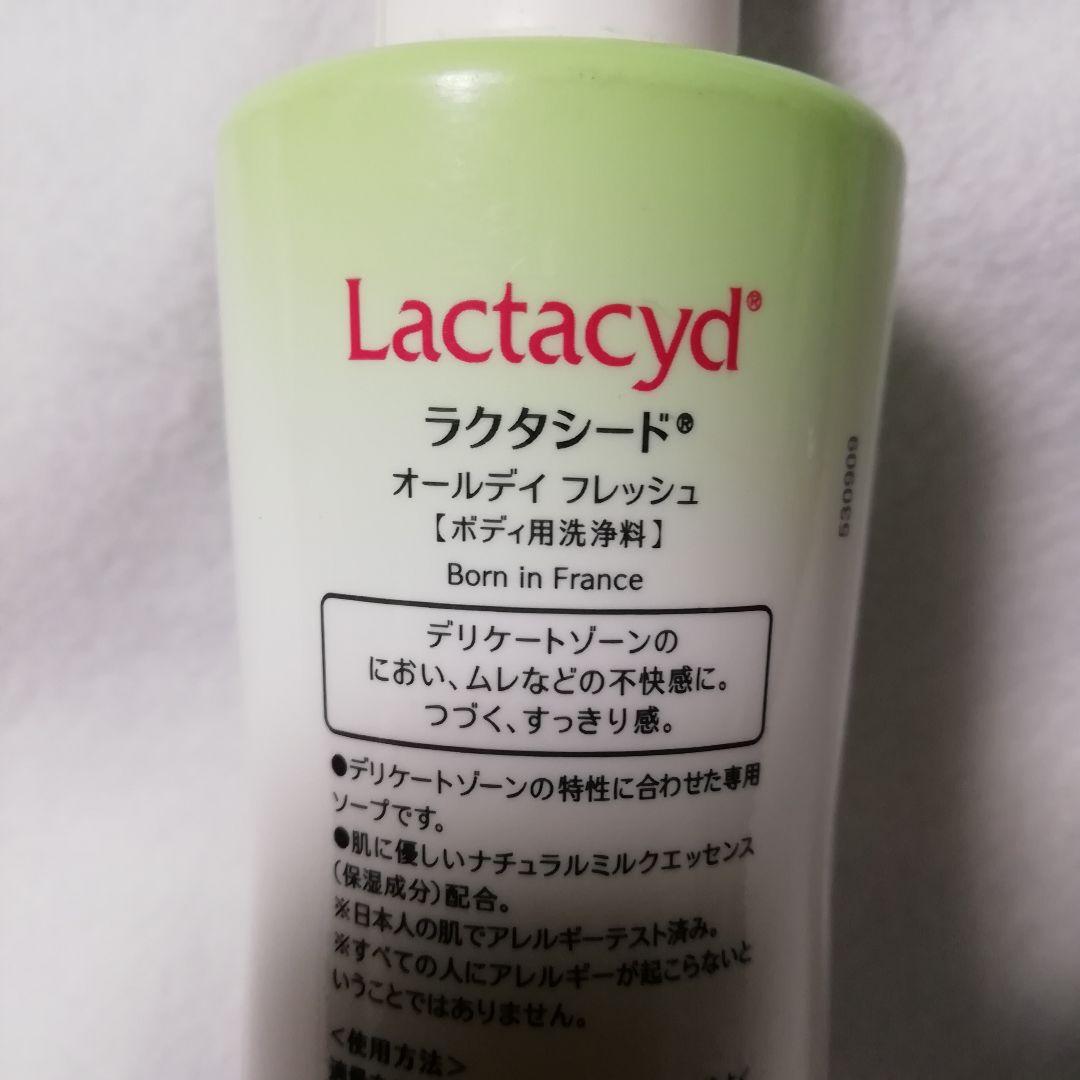 Lactacyd®
ラクタシード®
オールデイ フレッシュ
【ボディ用洗浄料】
Born in France
デリケートゾーンの
におい、ムレなどの不快感に。
つづく、すっきり感。
●デリケートゾーンの特性に合わせた専用
ソープです。
●肌に優しいナチュラルミルクエッセンス
（保湿成分）配合。
※日本人の肌でアレルギーテスト済み。
※すべての人にアレルギーが起こらないと
いうことではありません。
<使用方法>
530909